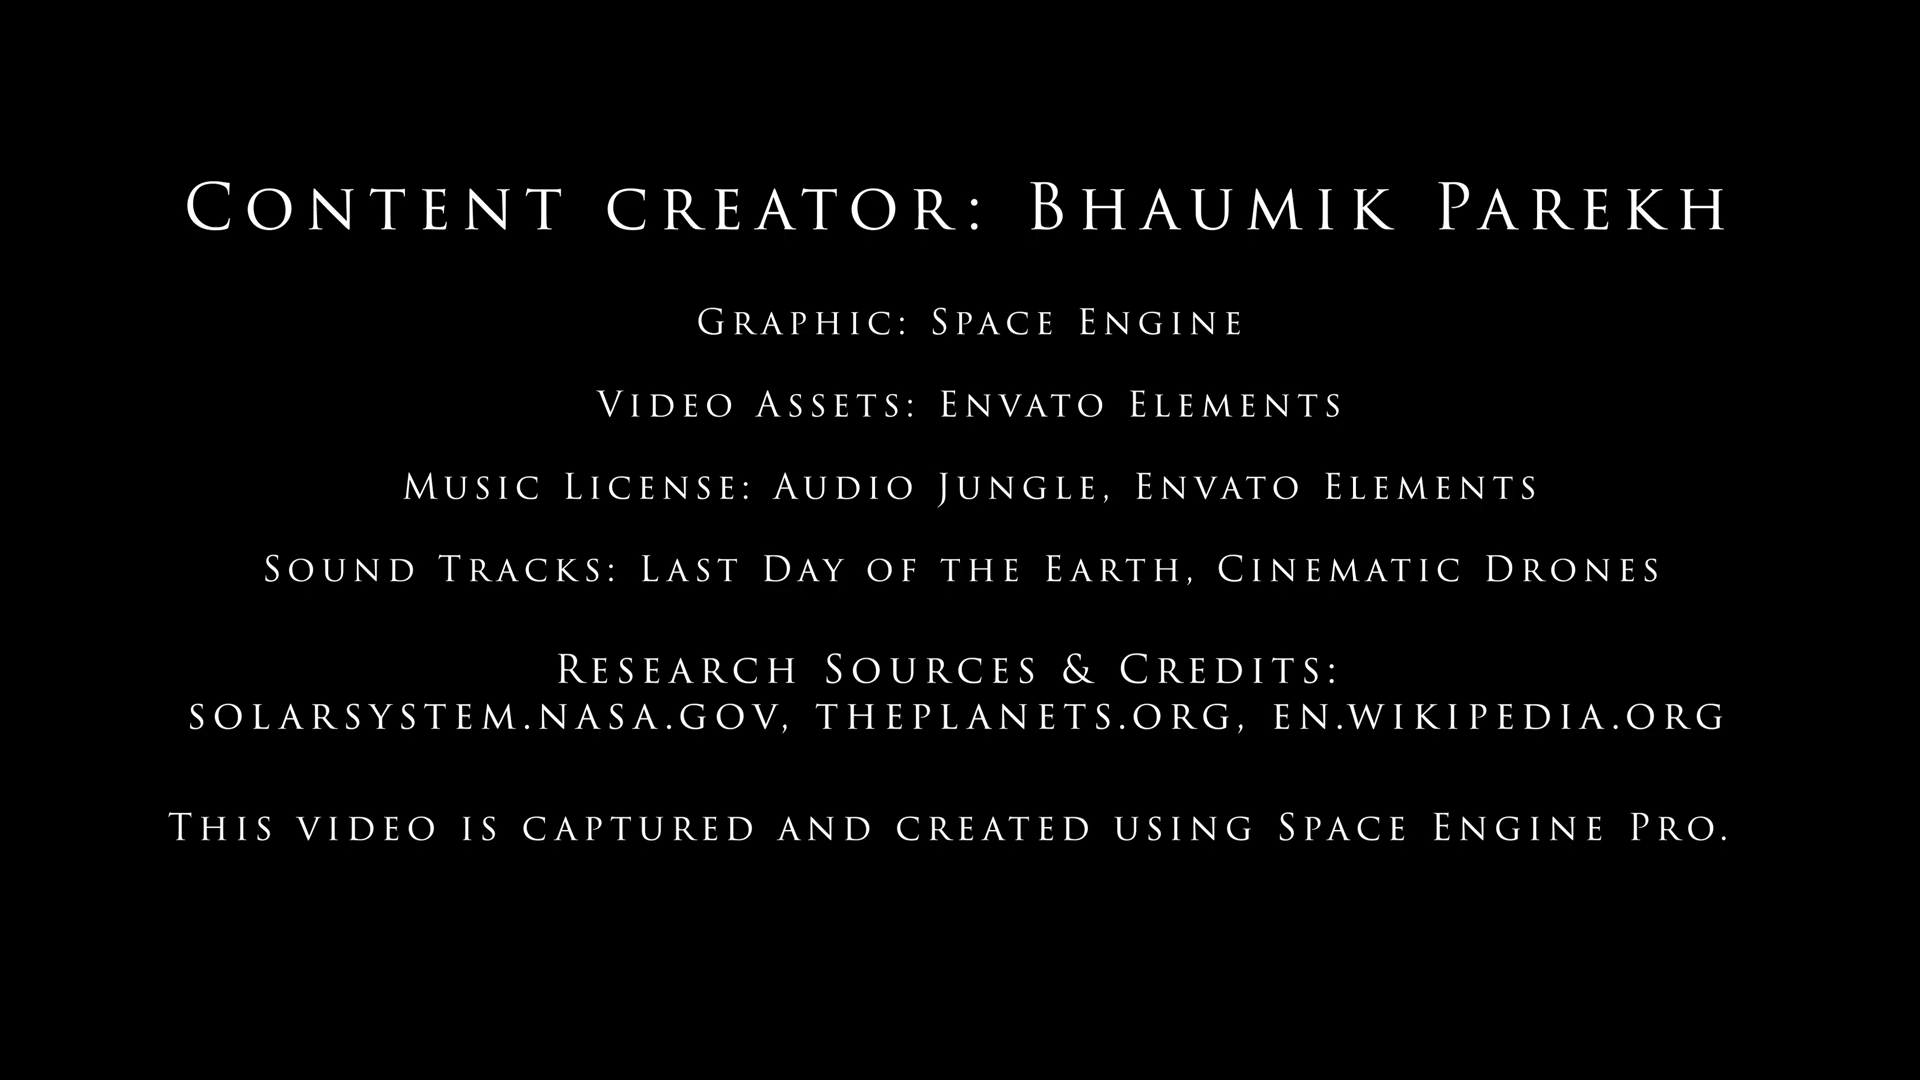 Content creator: Bhaumik Parekh
Graphic: Space Engine
Video Assets: Envato Elements
Music License: Audio Jungle, Envato Elements
Sound Tracks: Last Day of the Earth, Cinematic Drones
Research Sources & Credits:
solarsystem.nasa.gov, theplanets.org, en.wikipedia.org
This video is captured and created using Space Engine Pro.